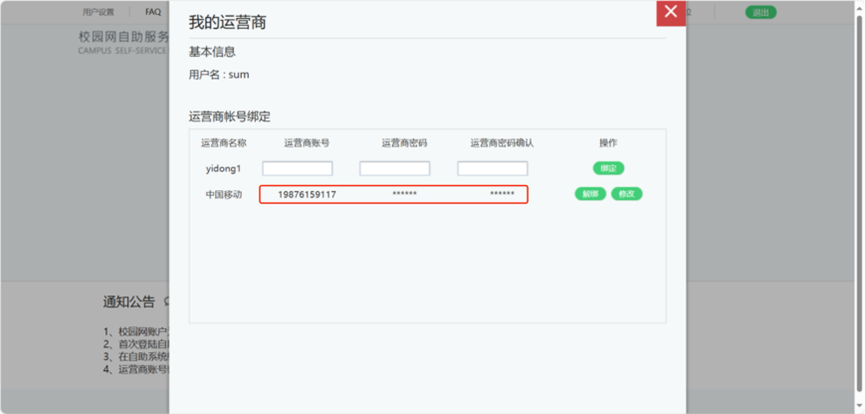 用户设置 FAQ 退出
我的运营商
校园网自助服务
CAMPUS SELF-SERVICE
基本信息
用户名 : sum
运营商帐号绑定
运营商名称 运营商账号 运营商密码 运营商密码确认 操作
yidong1 绑定
中国移动 19876159117 ****** ****** 解绑 修改
通知公告
1、校园网账户
2、首次登陆自
3、在自助系统
4、运营商账号